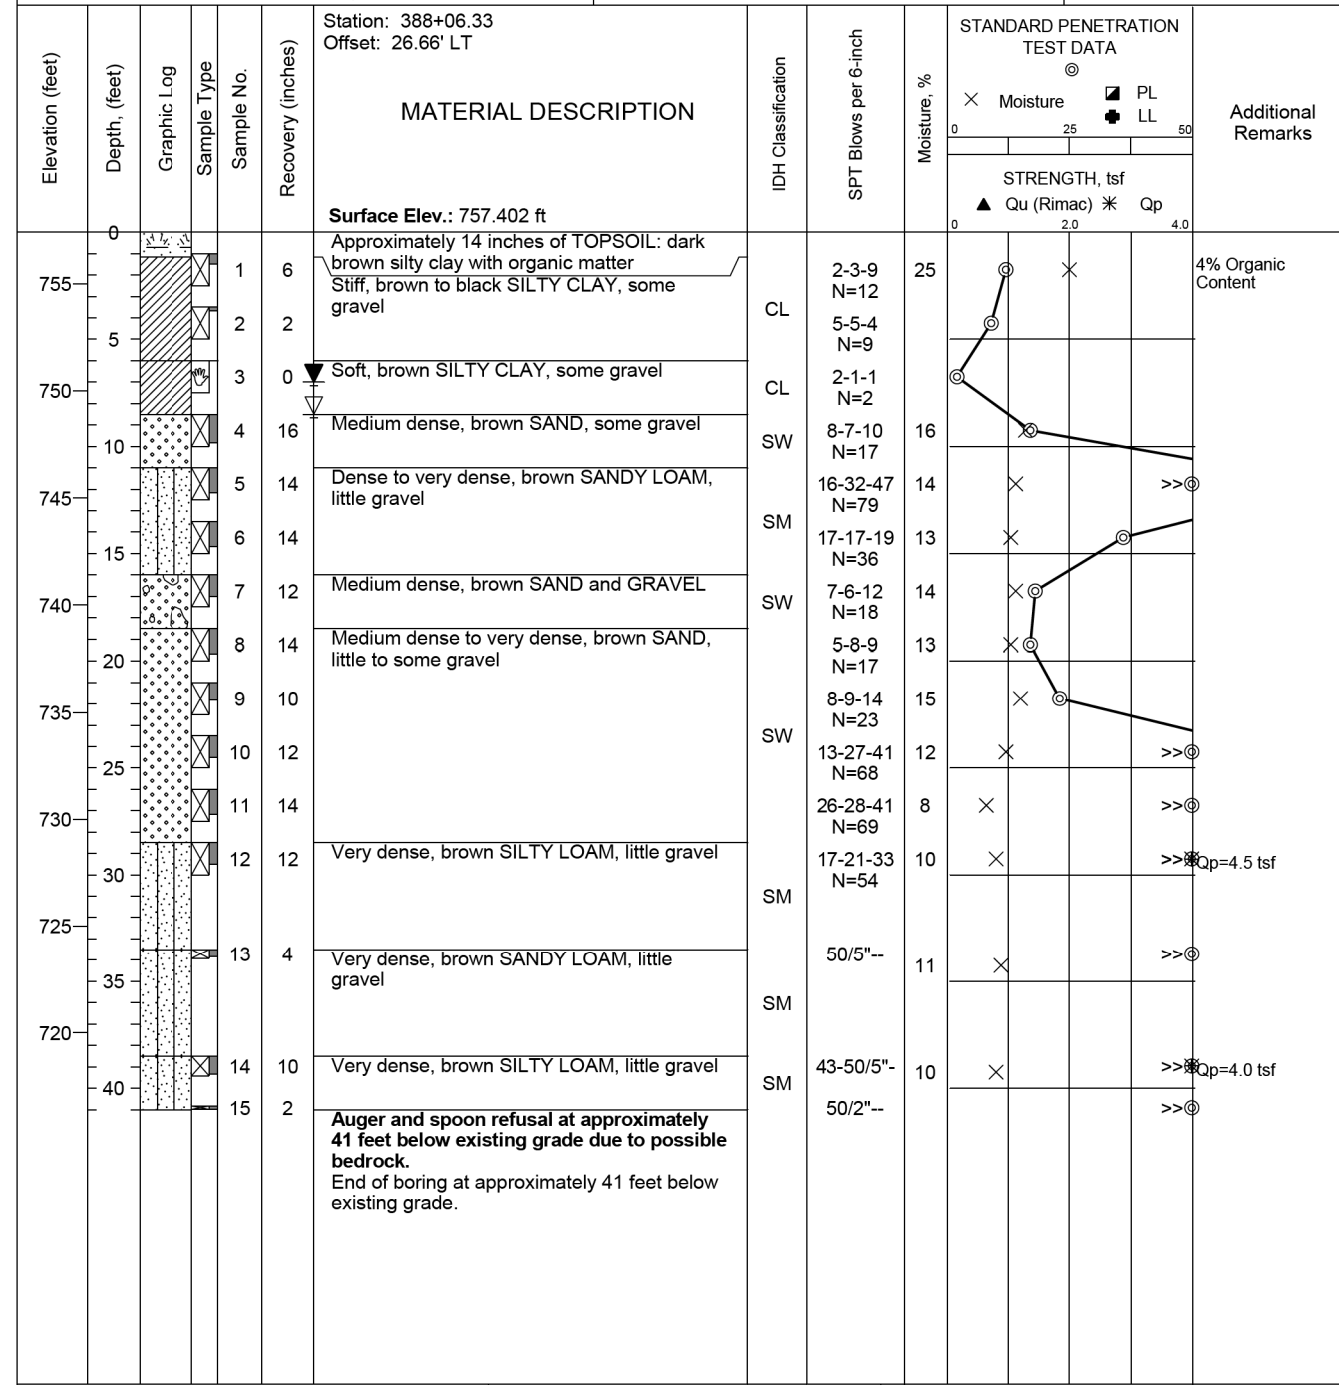 Station: 388+06.33
Offset: 26.66' LT
Elevation (feet)
Depth, (feet)
Graphic Log
Sample Type
Sample No.
Recovery (inches)
MATERIAL DESCRIPTION
Surface Elev.: 757.402 ft
IDH Classification
SPT Blows per 6-inch
Moisture, %
STANDARD PENETRATION
TEST DATA
Moisture
PL
LL
0 25 50
STRENGTH, tsf
Qu (Rimac) Qp
0 2.0 4.0
Additional
Remarks
0
Approximately 14 inches of TOPSOIL: dark
brown silty clay with organic matter
1 6 2-3-9 25 4% Organic
N=12 Content
755
Stiff, brown to black SILTY CLAY, some
gravel
CL
2 2 5-5-4
5 N=9
Soft, brown SILTY CLAY, some gravel
3 0 2-1-1
750 CL N=2
Medium dense, brown SAND, some gravel
4 16 8-7-10 16
10 SW N=17
Dense to very dense, brown SANDY LOAM,
little gravel
5 14 16-32-47 14 >>
745 N=79
SM
6 14 17-17-19 13
15 N=36
Medium dense, brown SAND and GRAVEL
7 12 7-6-12 14
740 SW N=18
Medium dense to very dense, brown SAND,
little to some gravel
8 14 5-8-9 13
20 N=17
9 10 8-9-14 15
735 N=23
SW
10 12 13-27-41 12 >>
25 N=68
11 14 26-28-41 8 >>
730 N=69
Very dense, brown SILTY LOAM, little gravel
12 12 17-21-33 10 >> Qp=4.5 tsf
30 N=54
SM
725
13 4 50/5"-- >>
Very dense, brown SANDY LOAM, little
gravel
11
35
SM
720
Very dense, brown SILTY LOAM, little gravel
14 10 43-50/5"- 10 >> Qp=4.0 tsf
SM
40
15 2 50/2"-- >>
Auger and spoon refusal at approximately
41 feet below existing grade due to possible
bedrock.
End of boring at approximately 41 feet below
existing grade.